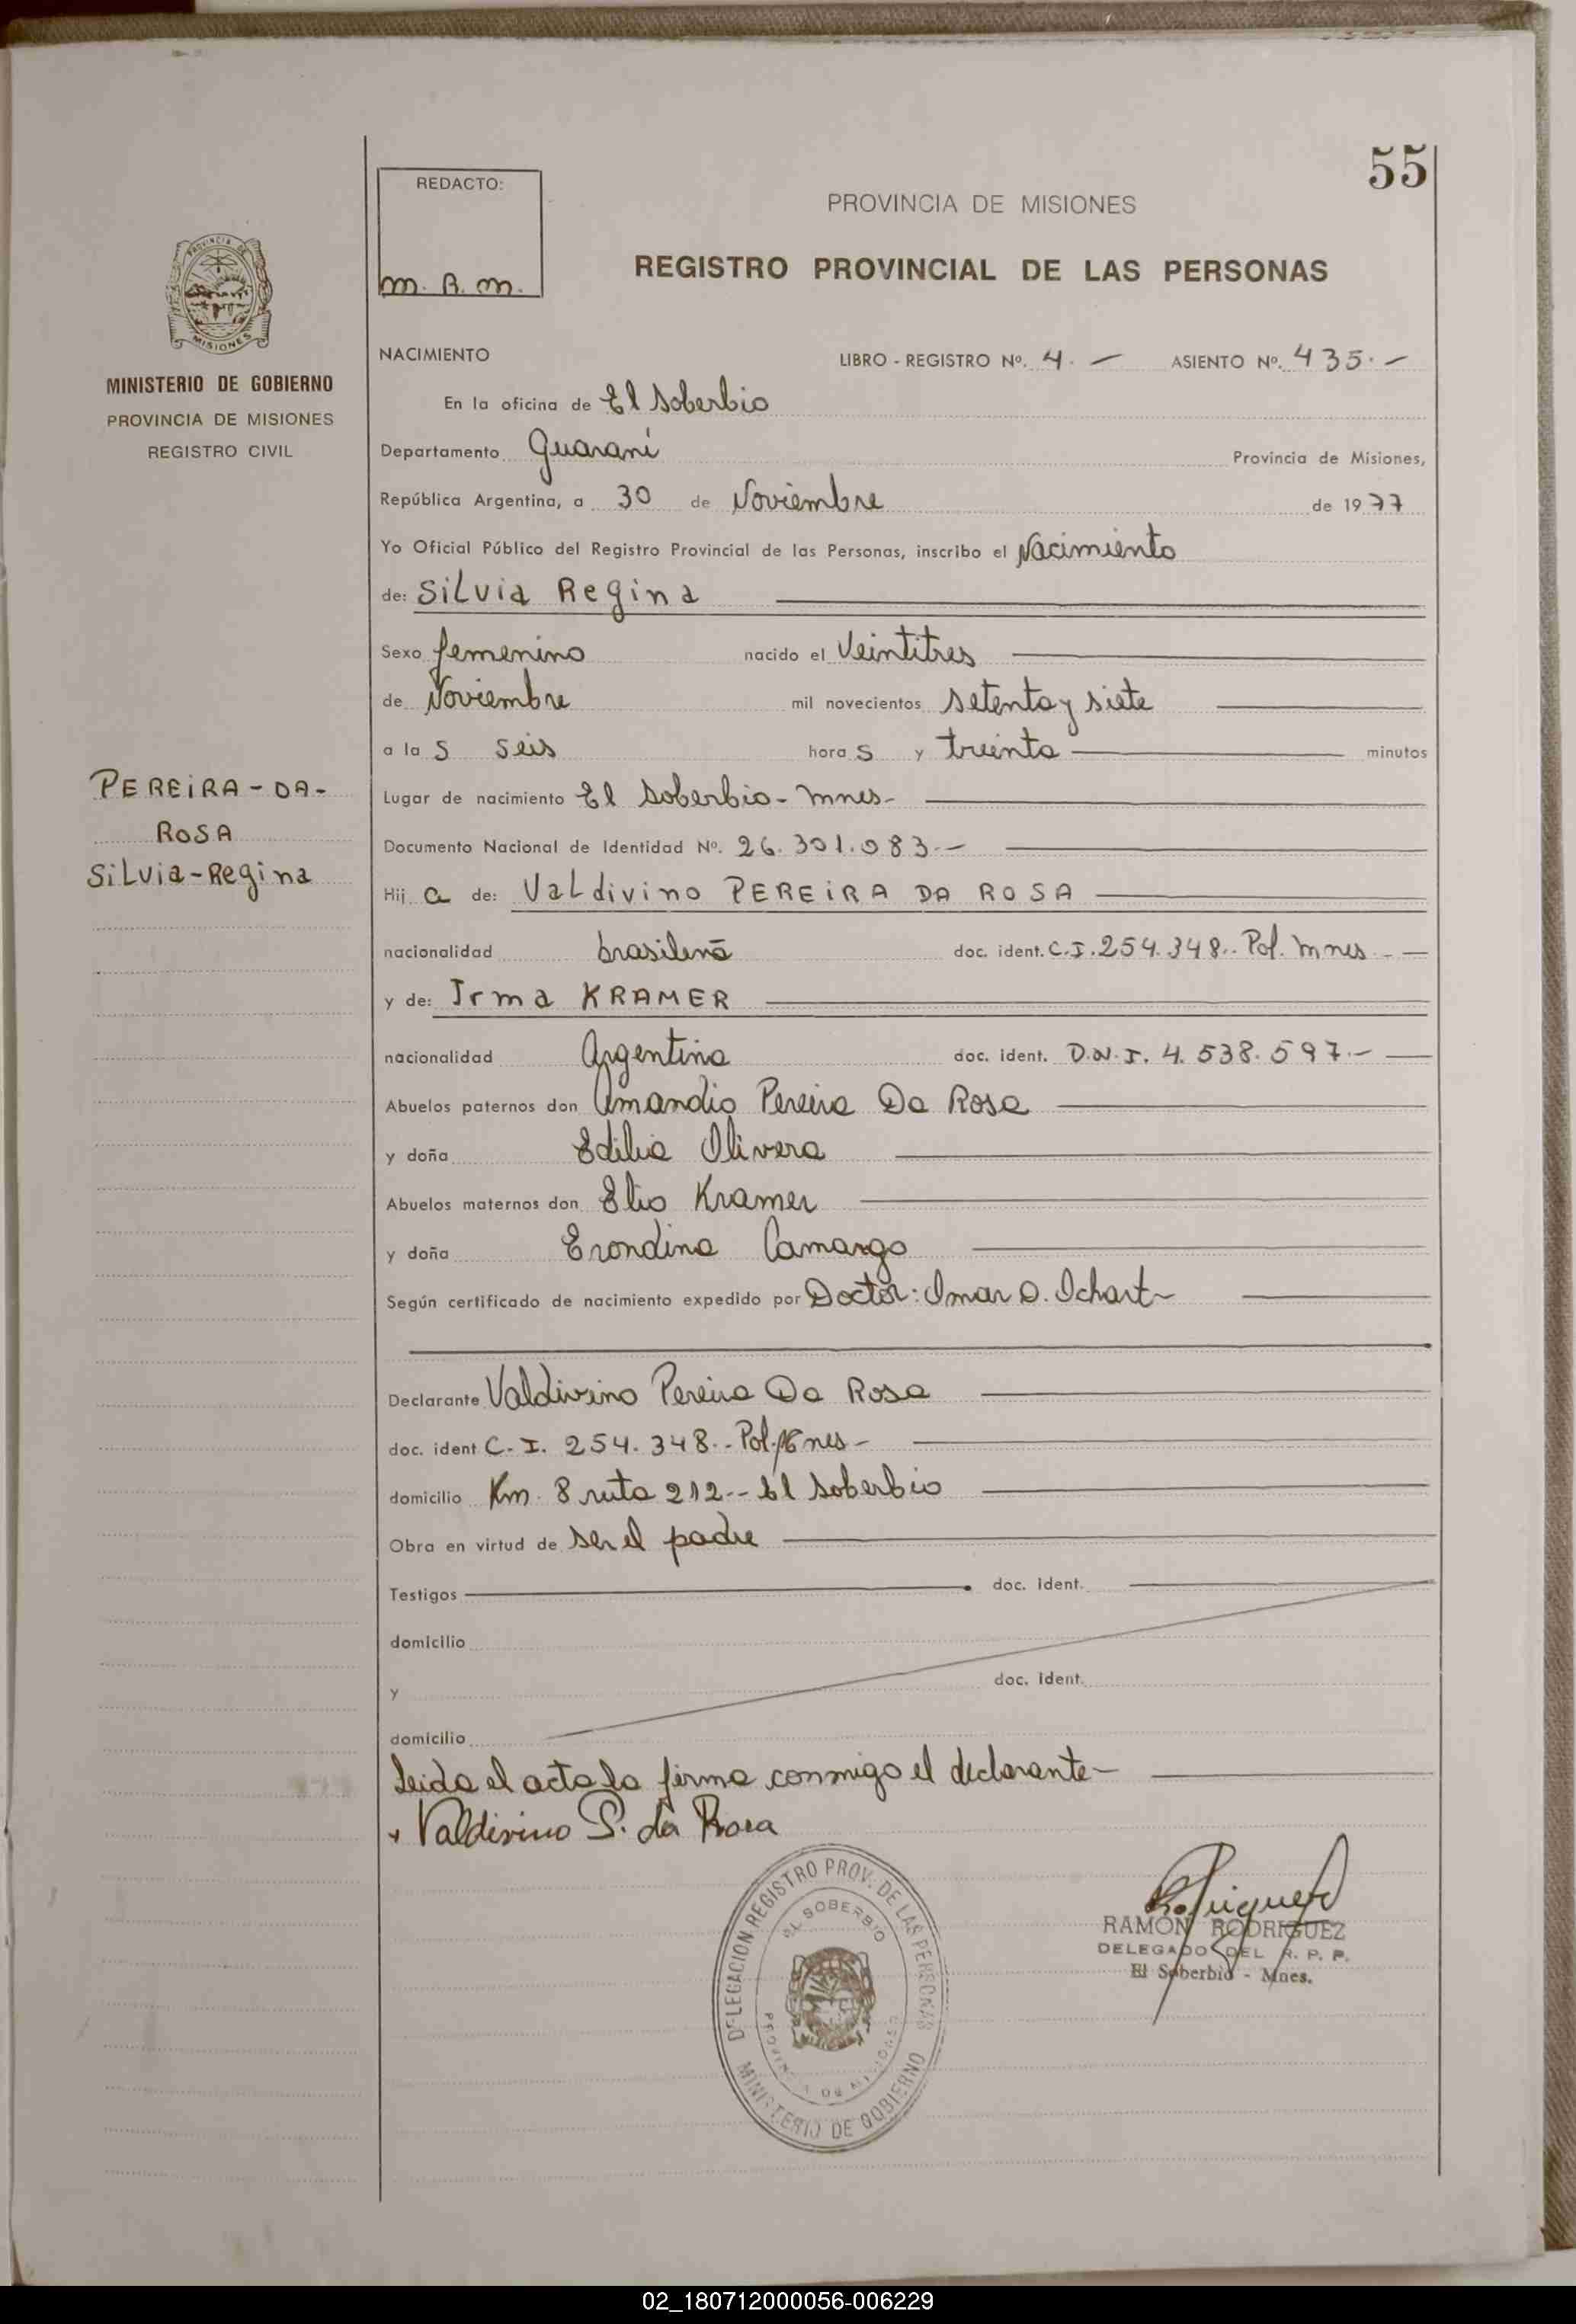 55
REDACTO:
m. R. m.
PROVINCIA DE MISIONES
REGISTRO PROVINCIAL DE LAS PERSONAS
PROVINCIA DE
MISIONES
MINISTERIO DE GOBIERNO
PROVINCIA DE MISIONES
REGISTRO CIVIL
NACIMIENTO LIBRO - REGISTRO Nº. 4. — ASIENTO Nº. 435. —
En la oficina de El Soberbio
Departamento Guaraní Provincia de Misiones,
República Argentina, a 30 de Noviembre de 1977
Yo Oficial Público del Registro Provincial de las Personas, inscribo el Nacimiento
de: Silvia Regina
Sexo femenino nacido el Veintitres
de Noviembre mil novecientos setenta y siete
a la s seis hora s y treinta minutos
PEREIRA-DA-
ROSA
Silvia-Regina
Lugar de nacimiento El Soberbio - Mnes-
Documento Nacional de Identidad Nº. 26.301.083.-
Hij a de: Valdivino PEREIRA DA ROSA
nacionalidad brasilenã doc. ident. C.I. 254.348.- Pol. Mnes.-
y de: Irma KRAMER
nacionalidad Argentina doc. ident. D.N.I. 4.538.597.-
Abuelos paternos don Amandio Pereira Da Rosa
y doña Edilia Olivera
Abuelos maternos don Elio Kramer
y doña Erondina Camargo
Según certificado de nacimiento expedido por Doctor: Omar O. Ochart-
Declarante Valdivino Pereira Da Rosa
doc. ident C.I. 254.348.- Pol. Mnes-
domicilio Km. 8 ruta 212-- El Soberbio
Obra en virtud de ser el padre
Testigos doc. ident.
domicilio
y doc. ident.
domicilio
Leida el acta la firma conmigo el declarante-
Valdivino P. da Rosa
DELEGACION REGISTRO PROV. DE LAS PERSONAS
EL SOBERBIO
PROVINCIA DE MISIONES
MINISTERIO DE GOBIERNO
Rodriguez
RAMON RODRIGUEZ
DELEGADO DEL R. P. P.
El Soberbio - Mnes.
02_180712000056-006229